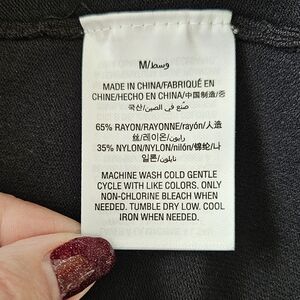 M/وسط
MADE IN CHINA/FABRIQUÉ EN
CHINE/HECHO EN CHINA/中国制造/중
국산/صنع في الصين
65% RAYON/RAYONNE/rayón/人造
丝/레이온/رايون
35% NYLON/NYLON/nilón/锦纶/나
일론/نايلون
MACHINE WASH COLD GENTLE
CYCLE WITH LIKE COLORS. ONLY
NON-CHLORINE BLEACH WHEN
NEEDED. TUMBLE DRY LOW. COOL
IRON WHEN NEEDED.